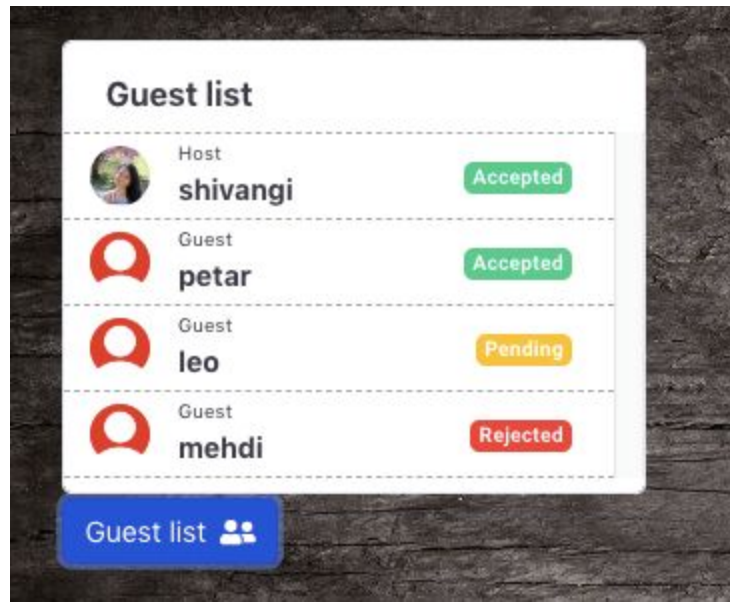 Guest list
Host
shivangi
Accepted
Guest
petar
Accepted
Guest
leo
Pending
Guest
mehdi
Rejected
Guest list